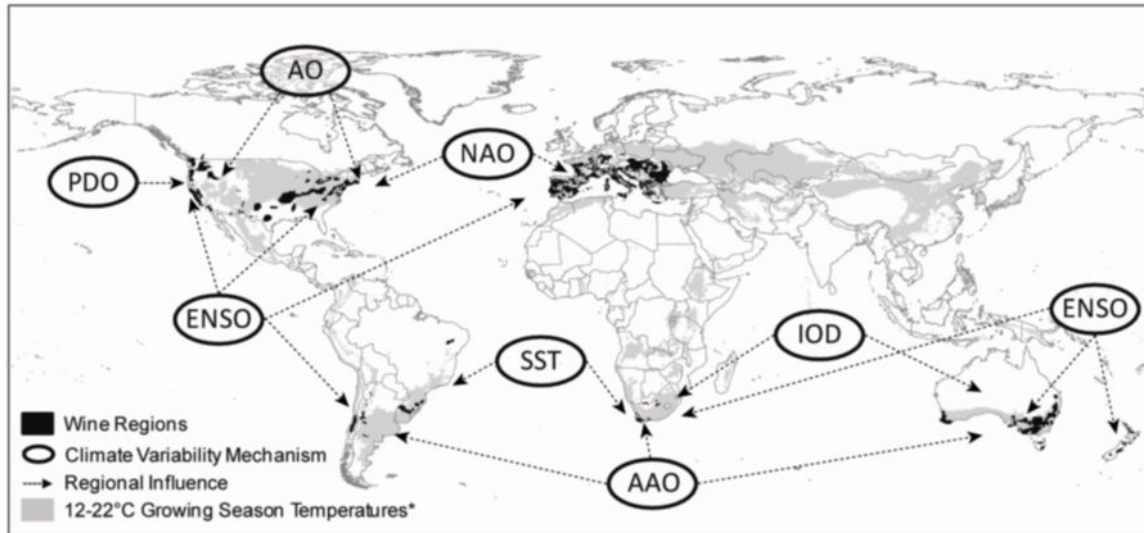 AO
NAO
PDO
ENSO
ENSO
IOD
SST
AAO
Wine Regions
Climate Variability Mechanism
Regional Influence
12-22°C Growing Season Temperatures*